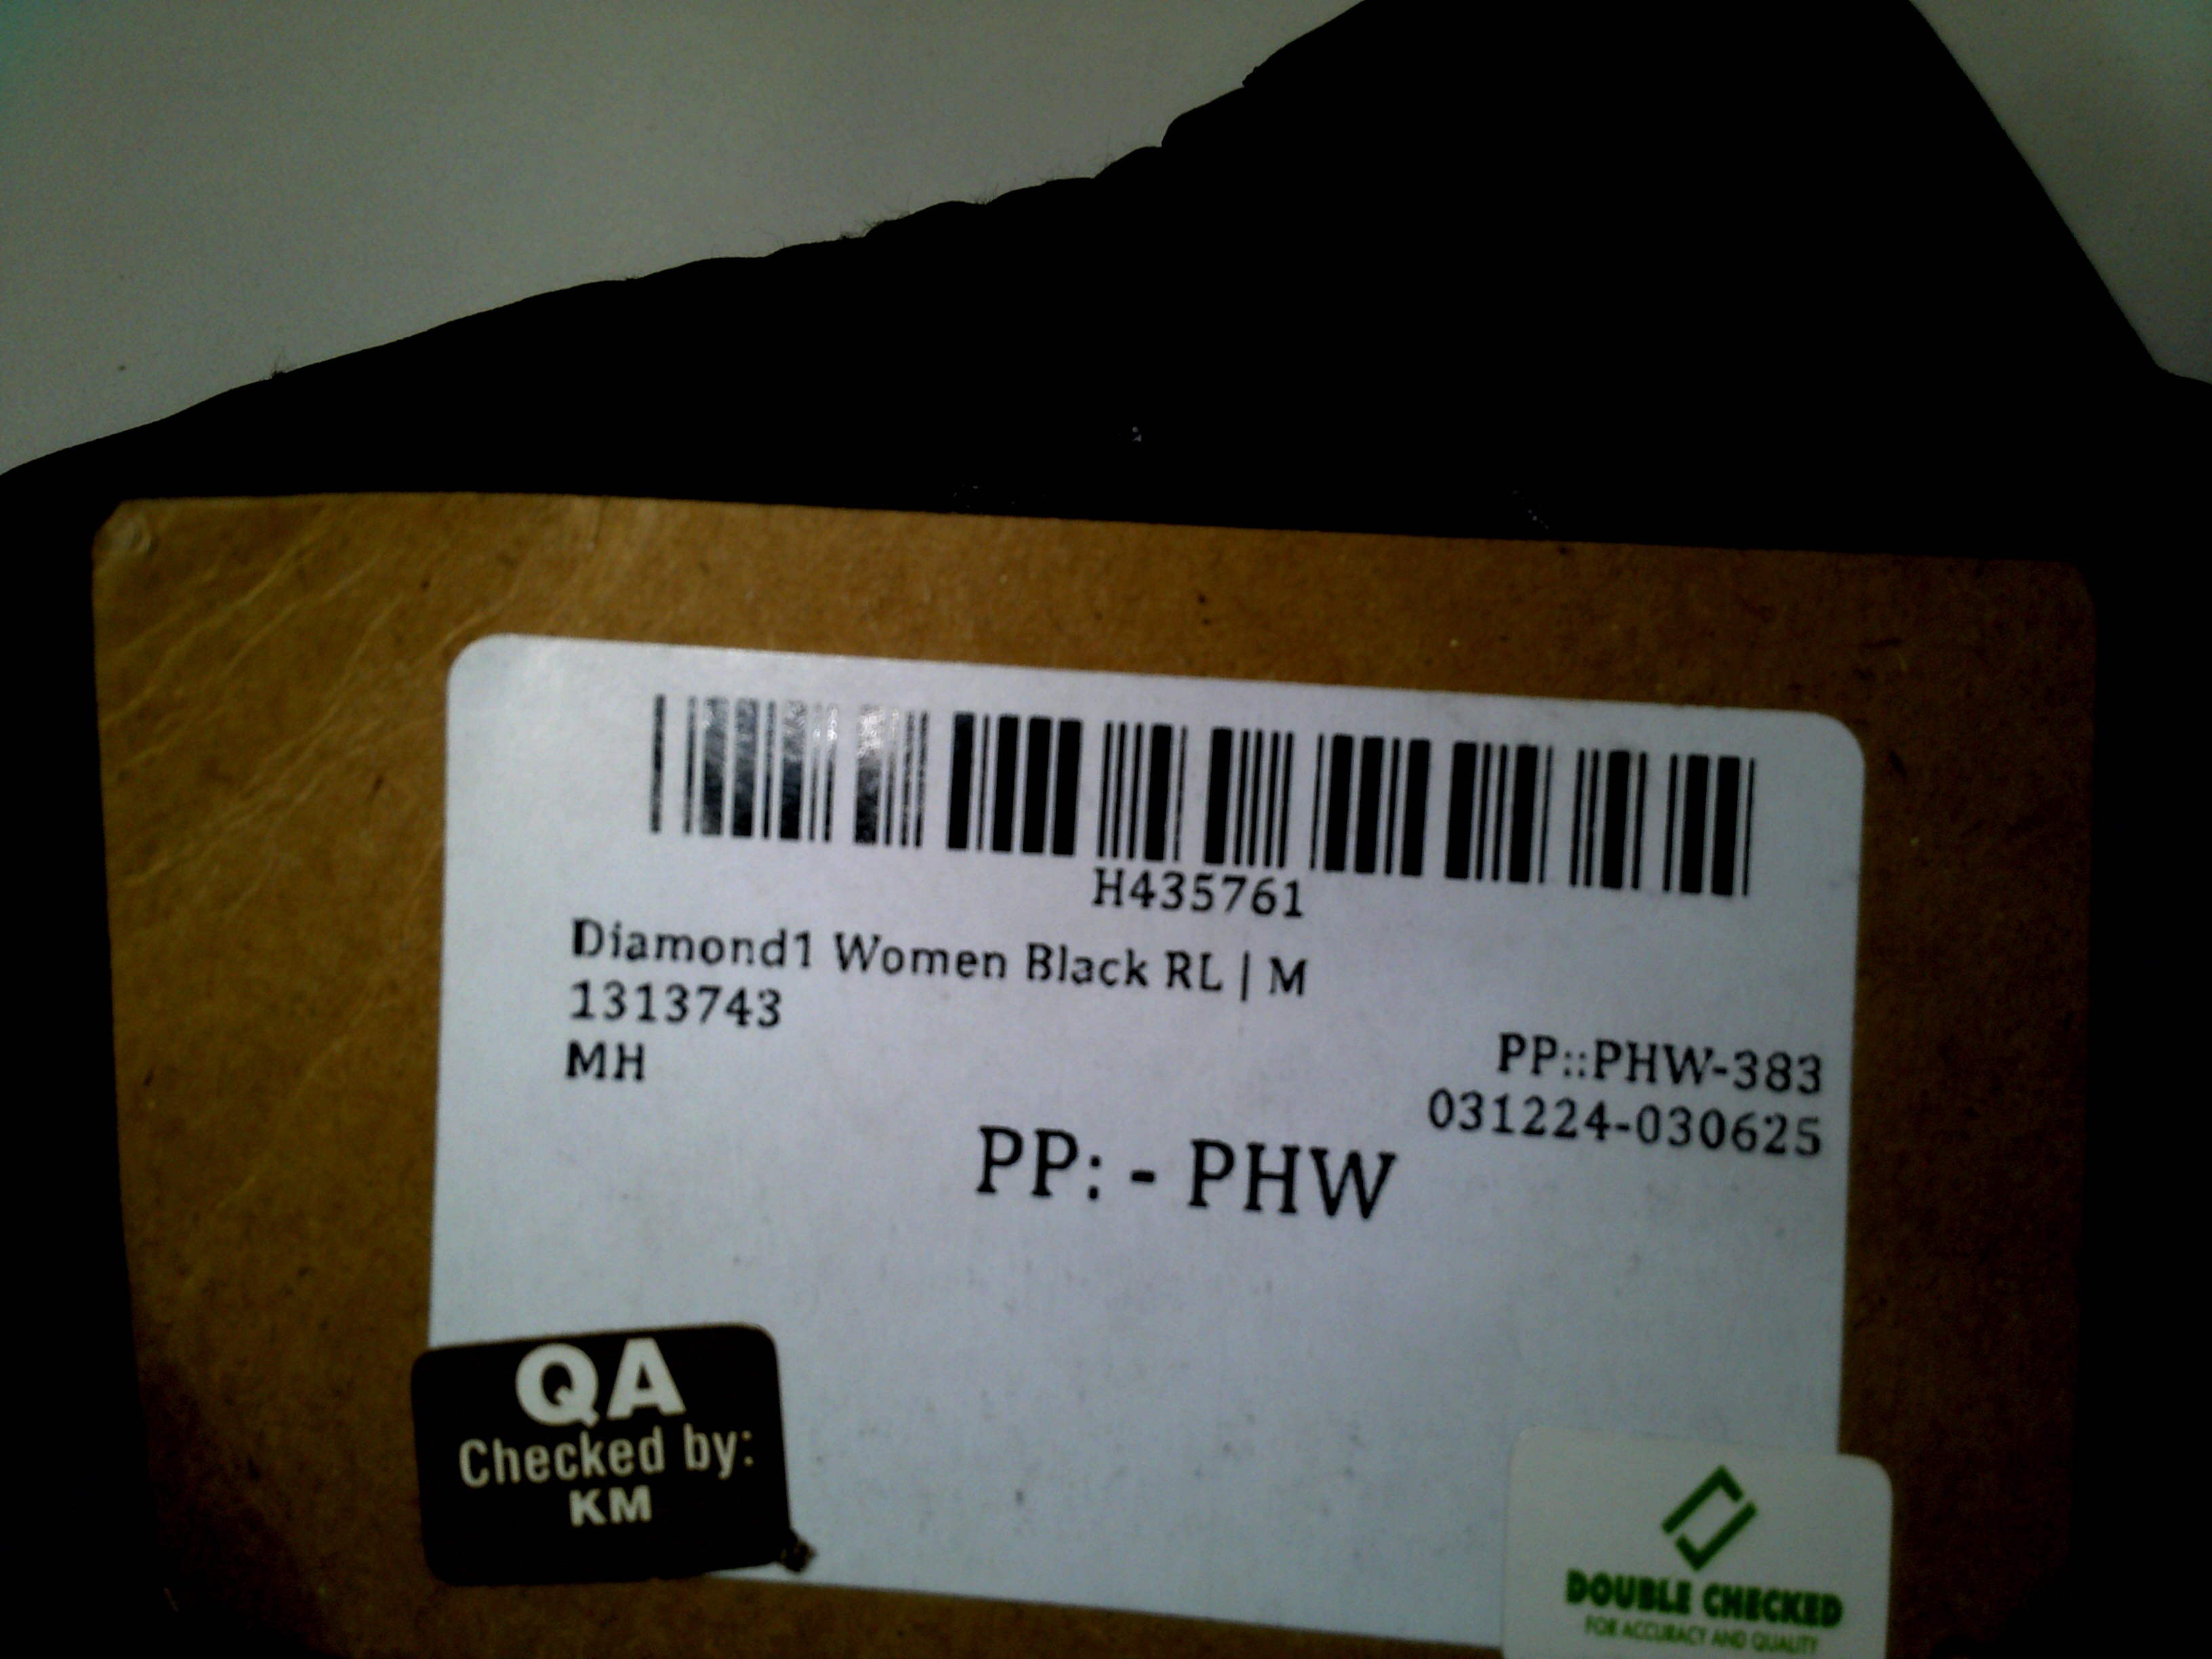 H435761
Diamond1 Women Black RL | M
1313743
MH
PP::PHW-383
031224-030625
PP: - PHW
QA
Checked by:
KM
DOUBLE CHECKED
FOR ACCURACY AND QUALITY